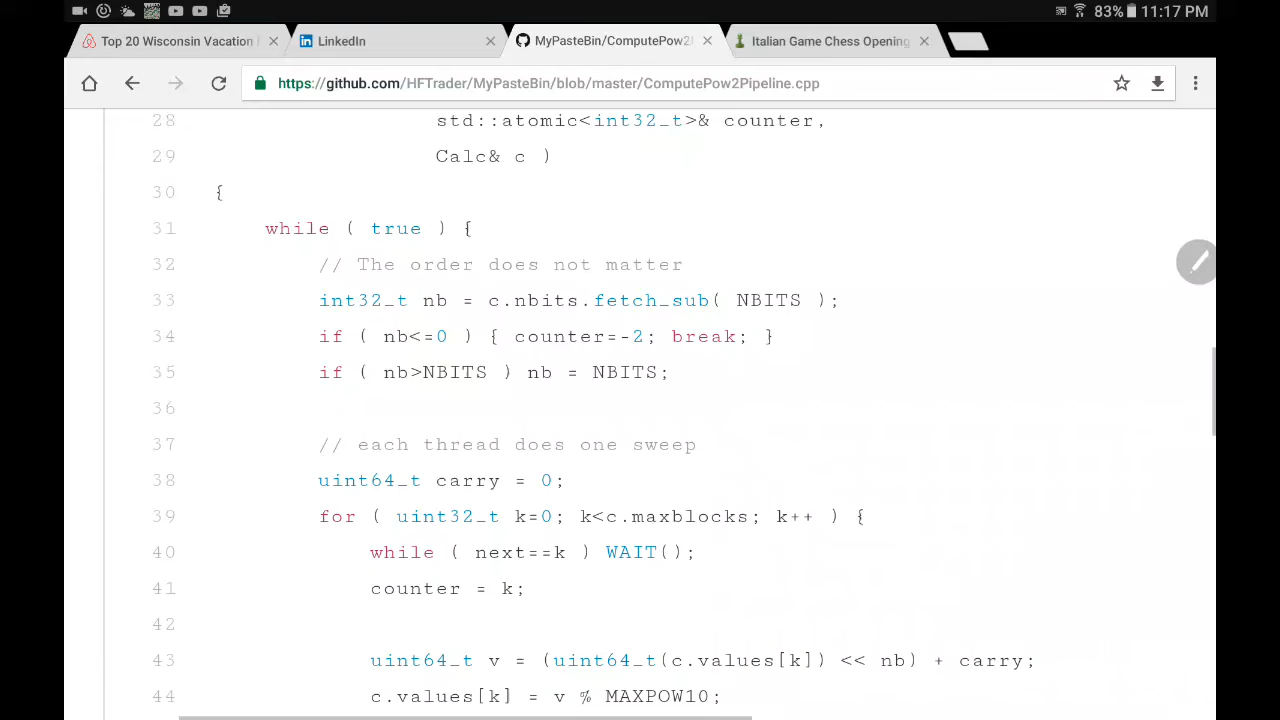 83% 11:17 PM
Top 20 Wisconsin Vacation
LinkedIn
MyPasteBin/ComputePow2
Italian Game Chess Opening
https://github.com/HFTrader/MyPasteBin/blob/master/ComputePow2Pipeline.cpp
28 std::atomic<int32_t>& counter,
29 Calc& c )
30 {
31 while ( true ) {
32 // The order does not matter
33 int32_t nb = c.nbits.fetch_sub( NBITS );
34 if ( nb<=0 ) { counter=-2; break; }
35 if ( nb>NBITS ) nb = NBITS;
36
37 // each thread does one sweep
38 uint64_t carry = 0;
39 for ( uint32_t k=0; k<c.maxblocks; k++ ) {
40 while ( next==k ) WAIT();
41 counter = k;
42
43 uint64_t v = (uint64_t(c.values[k]) << nb) + carry;
44 c.values[k] = v % MAXPOW10;